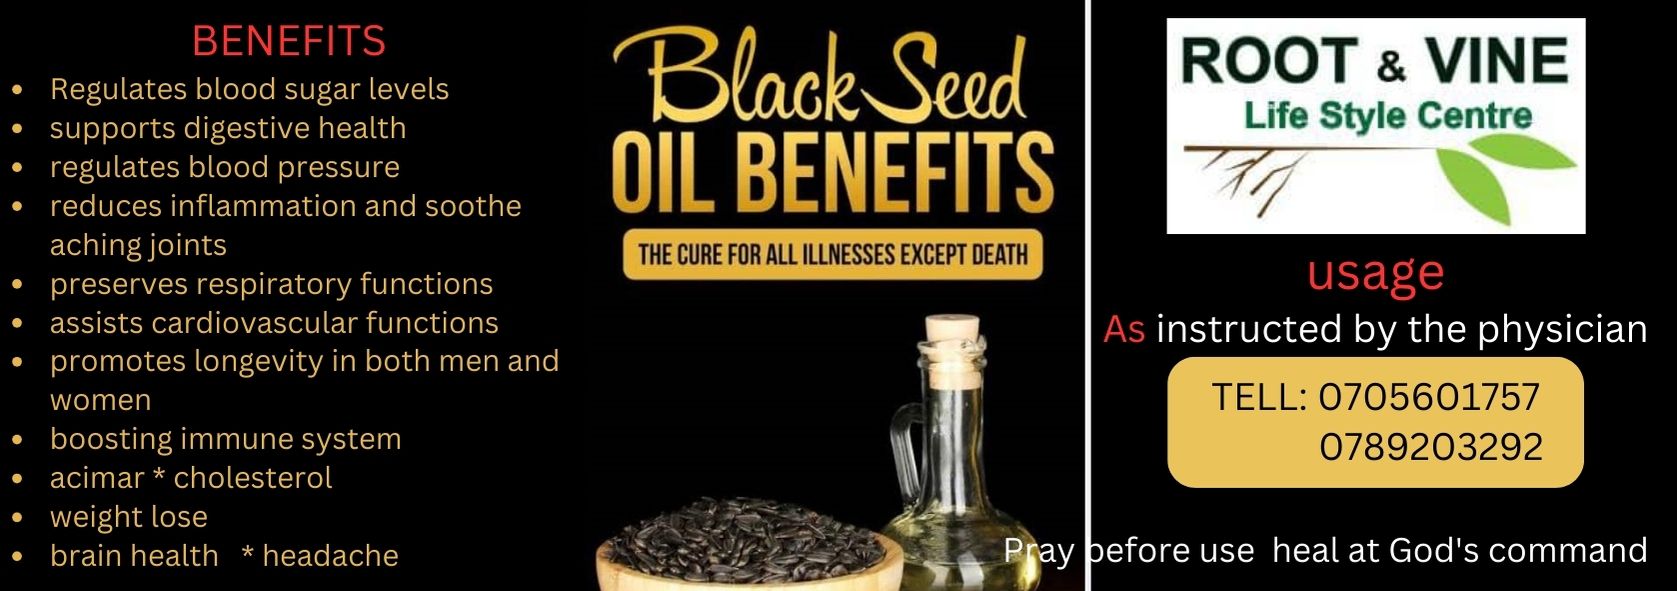 BENEFITS
• Regulates blood sugar levels
• supports digestive health
• regulates blood pressure
• reduces inflammation and soothe
aching joints
• preserves respiratory functions
• assists cardiovascular functions
• promotes longevity in both men and
women
• boosting immune system
• acimar * cholesterol
• weight lose
• brain health * headache
Black Seed
OIL BENEFITS
THE CURE FOR ALL ILLNESSES EXCEPT DEATH
ROOT & VINE
Life Style Centre
usage
As instructed by the physician
TELL: 0705601757
0789203292
Pray before use heal at God's command